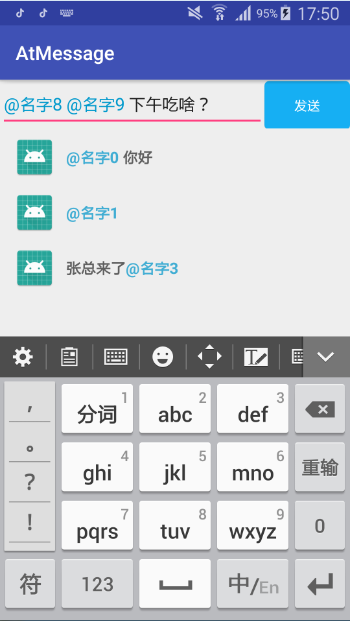 95% 17:50
AtMessage
@名字8 @名字9 下午吃啥？ 发送
@名字0 你好
@名字1
张总来了@名字3
， 分词 1 abc 2 def 3
。 ghi 4 jkl 5 mno 6 重输
？ pqrs 7 tuv 8 wxyz 9 0
！
符 123 中/En